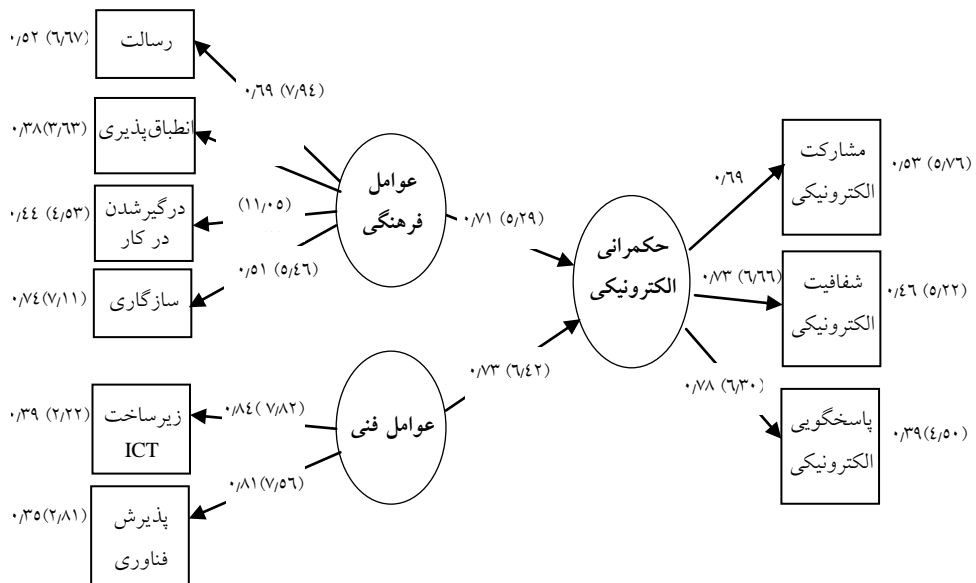 ۰/۵۲ (۶/۶۷)
رسالت
۰/۶۹ (۷/۹۴)
۰/۳۸(۳/۶۳)
انطباق‌پذیری
عوامل
فرهنگی
۰/۴۴ (۴/۵۳)
درگیرشدن
در کار
(۱۱/۰۵)
۰/۵۱ (۵/۴۶)
۰/۷۴(۷/۱۱)
سازگاری
۰/۷۱ (۵/۲۹)
حکمرانی
الکترونیکی
۰/۶۹
مشارکت
الکترونیکی
۰/۵۳ (۵/۷۶)
۰/۷۳ (۶/۶۶)
شفافیت
الکترونیکی
۰/۴۶ (۵/۲۲)
۰/۷۳ (۶/۴۲)
۰/۷۸ (۶/۳۰)
پاسخگویی
الکترونیکی
۰/۳۹(۴/۵۰)
۰/۳۹ (۲/۲۲)
زیرساخت
ICT
۰/۸۴( ۷/۸۲)
عوامل فنی
۰/۸۱(۷/۵۶)
۰/۳۵(۲/۸۱)
پذیرش
فناوری